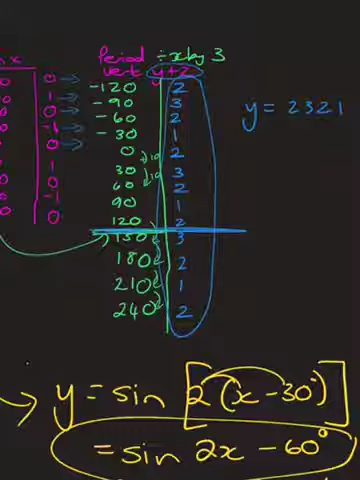 Period ÷x by 3
vert y+2
-120 2
-90 3
-60 2
-30 1
0 2
30 3
60 2
90 1
120 2
150 3
180 2
210 1
240 2
y = 2321
y = sin [2(x-30°)]
= sin 2x - 60°